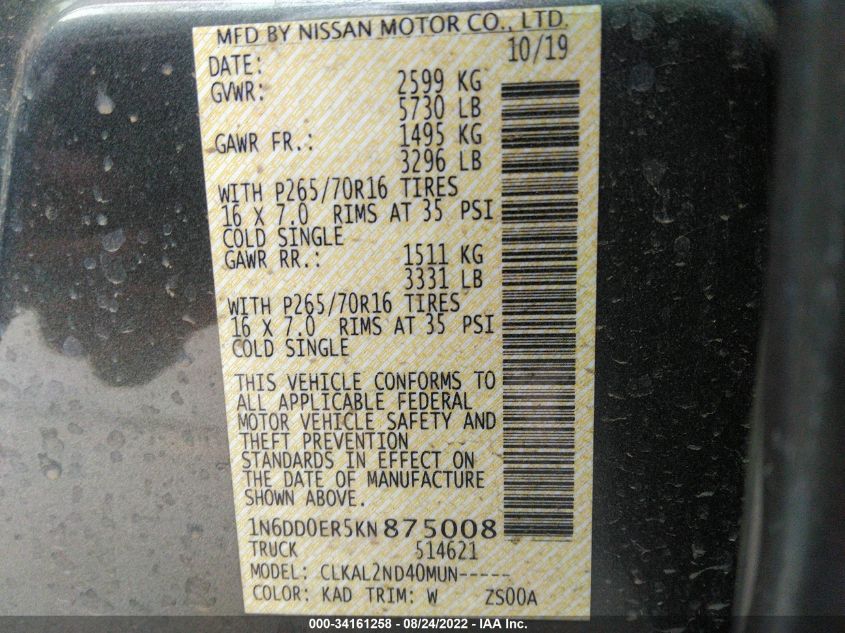 MFD BY NISSAN MOTOR CO., LTD.
DATE: 10/19
GVWR: 2599 KG
5730 LB
GAWR FR.: 1495 KG
3296 LB
WITH P265/70R16 TIRES
16 X 7.0 RIMS AT 35 PSI
COLD SINGLE
GAWR RR.: 1511 KG
3331 LB
WITH P265/70R16 TIRES
16 X 7.0 RIMS AT 35 PSI
COLD SINGLE
THIS VEHICLE CONFORMS TO
ALL APPLICABLE FEDERAL
MOTOR VEHICLE SAFETY AND
THEFT PREVENTION
STANDARDS IN EFFECT ON
THE DATE OF MANUFACTURE
SHOWN ABOVE.
1N6DD0ER5KN875008
TRUCK 514621
MODEL: CLKAL2ND40MUN-----
COLOR: KAD TRIM: W ZS00A
000-34161258 - 08/24/2022 - IAA Inc.